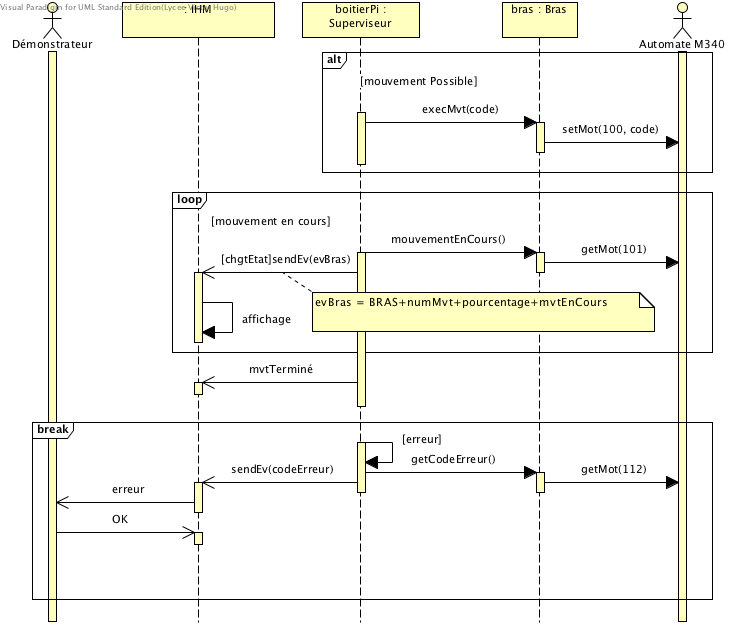 Visual Paradigm for UML Standard Edition(Lycee Victor Hugo)
: IHM
boitierPi :
Superviseur
bras : Bras
Démonstrateur
Automate M340
alt
[mouvement Possible]
execMvt(code)
setMot(100, code)
loop
[mouvement en cours]
mouvementEnCours()
getMot(101)
[chgtEtat]sendEv(evBras)
evBras = BRAS+numMvt+pourcentage+mvtEnCours
affichage
mvtTerminé
break
[erreur]
getCodeErreur()
sendEv(codeErreur)
getMot(112)
erreur
OK